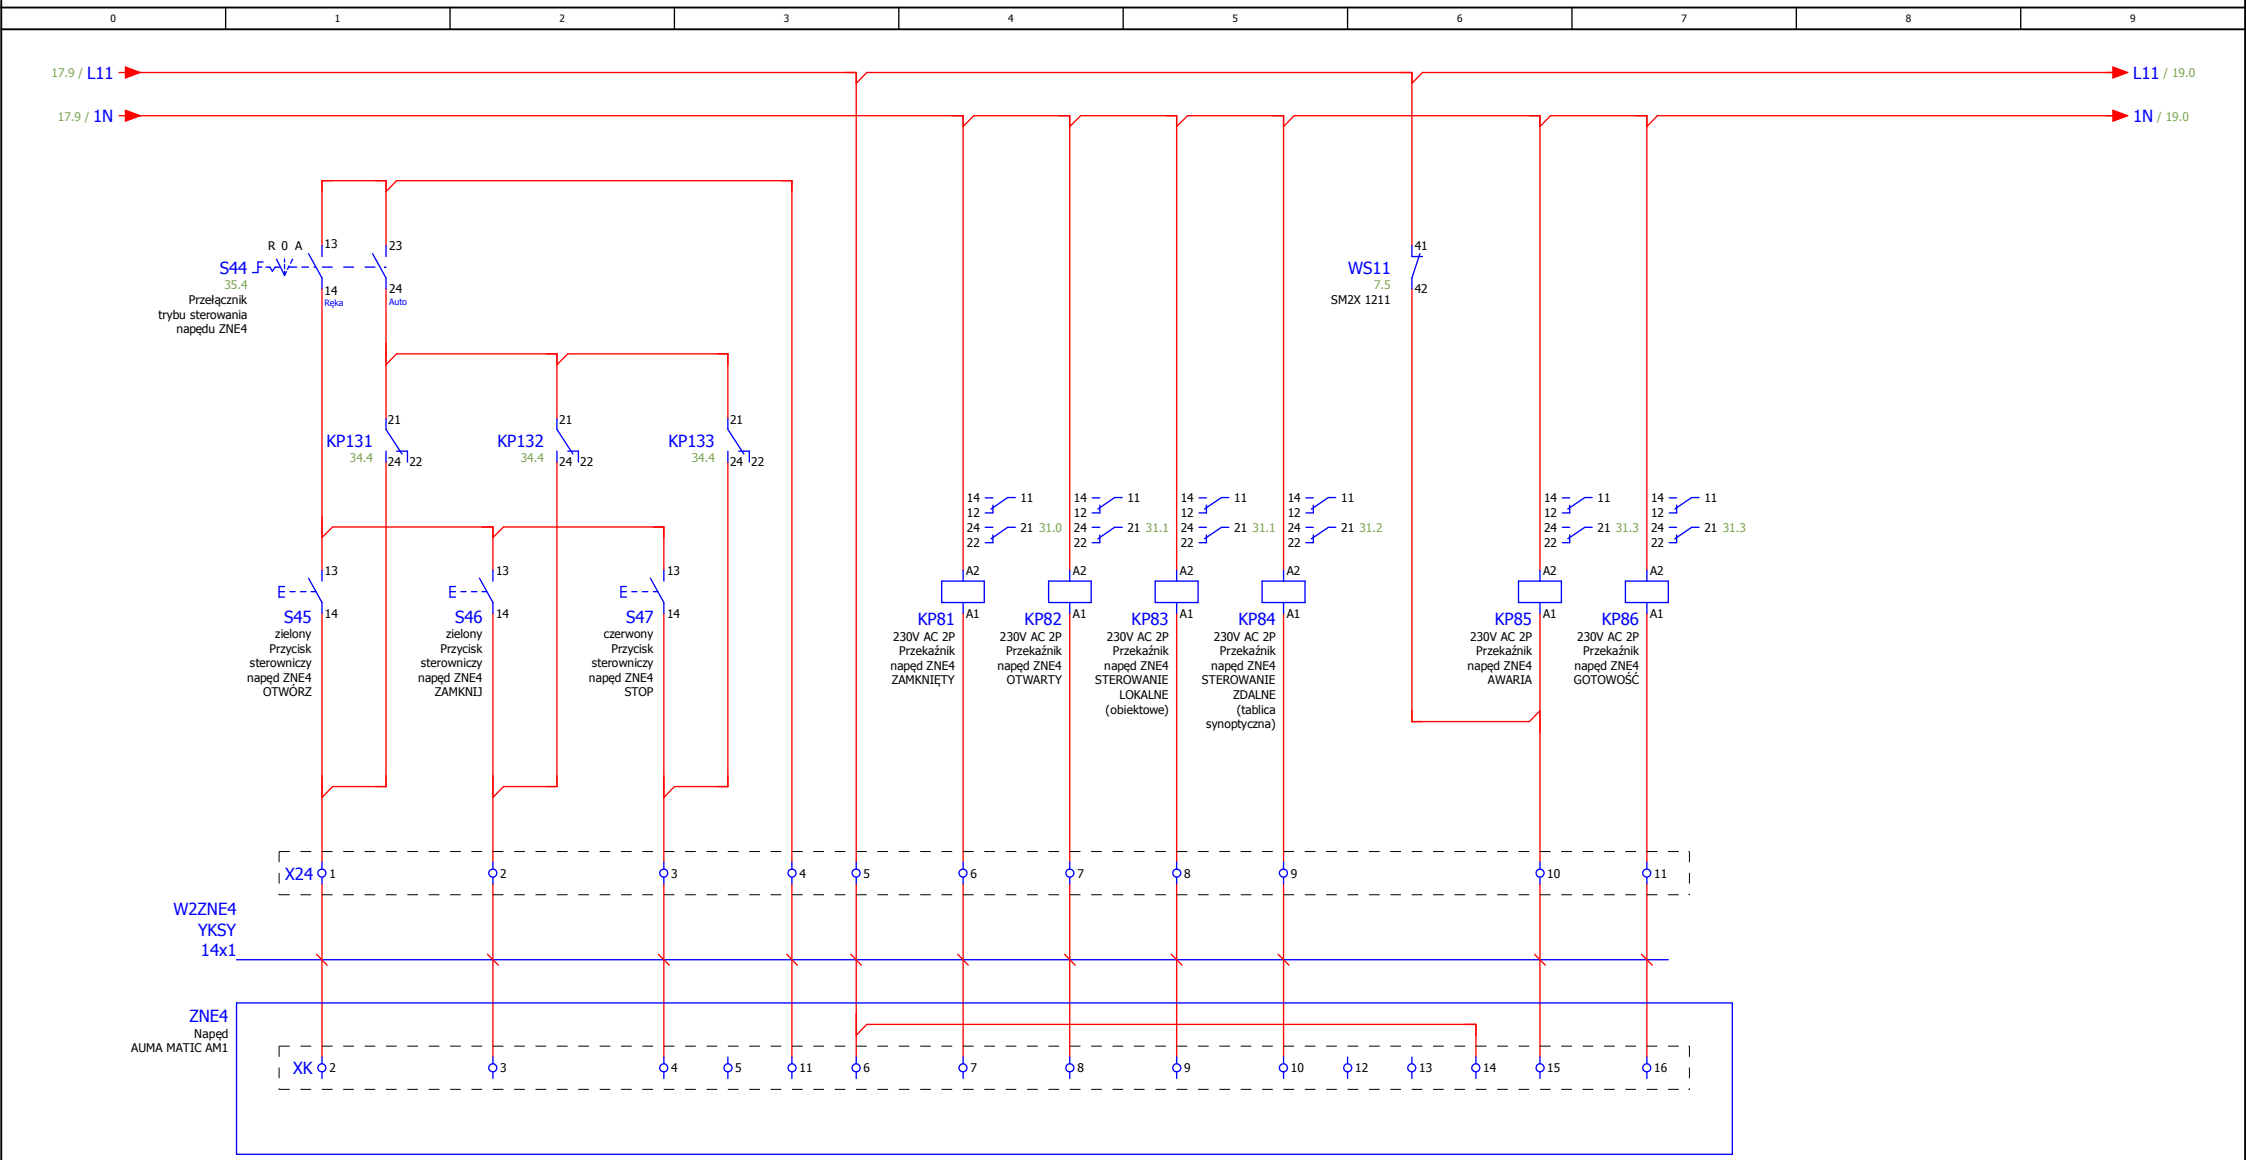 0 1 2 3 4 5 6 7 8 9
17.9 / L11
L11 / 19.0
17.9 / 1N
1N / 19.0
R 0 A
13
23
S44
35.4
14
Ręka
24
Auto
Przełącznik
trybu sterowania
napędu ZNE4
41
WS11
7.5
42
SM2X 1211
21
KP131
34.4
24 22
21
KP132
34.4
24 22
21
KP133
34.4
24 22
14 11
12
24 21 31.0
22
14 11
12
24 21 31.1
22
14 11
12
24 21 31.1
22
14 11
12
24 21 31.2
22
14 11
12
24 21 31.3
22
14 11
12
24 21 31.3
22
13
E
14
S45
zielony
Przycisk
sterowniczy
napęd ZNE4
OTWÓRZ
13
E
14
S46
zielony
Przycisk
sterowniczy
napęd ZNE4
ZAMKNIJ
13
E
14
S47
czerwony
Przycisk
sterowniczy
napęd ZNE4
STOP
A2
A1
KP81
230V AC 2P
Przekaźnik
napęd ZNE4
ZAMKNIĘTY
A2
A1
KP82
230V AC 2P
Przekaźnik
napęd ZNE4
OTWARTY
A2
A1
KP83
230V AC 2P
Przekaźnik
napęd ZNE4
STEROWANIE
LOKALNE
(obiektowe)
A2
A1
KP84
230V AC 2P
Przekaźnik
napęd ZNE4
STEROWANIE
ZDALNE
(tablica
synoptyczna)
A2
A1
KP85
230V AC 2P
Przekaźnik
napęd ZNE4
AWARIA
A2
A1
KP86
230V AC 2P
Przekaźnik
napęd ZNE4
GOTOWOŚĆ
X24 1 2 3 4 5 6 7 8 9 10 11
W2ZNE4
YKSY
14x1
ZNE4
Napęd
AUMA MATIC AM1
XK 2 3 4 5 11 6 7 8 9 10 12 13 14 15 16